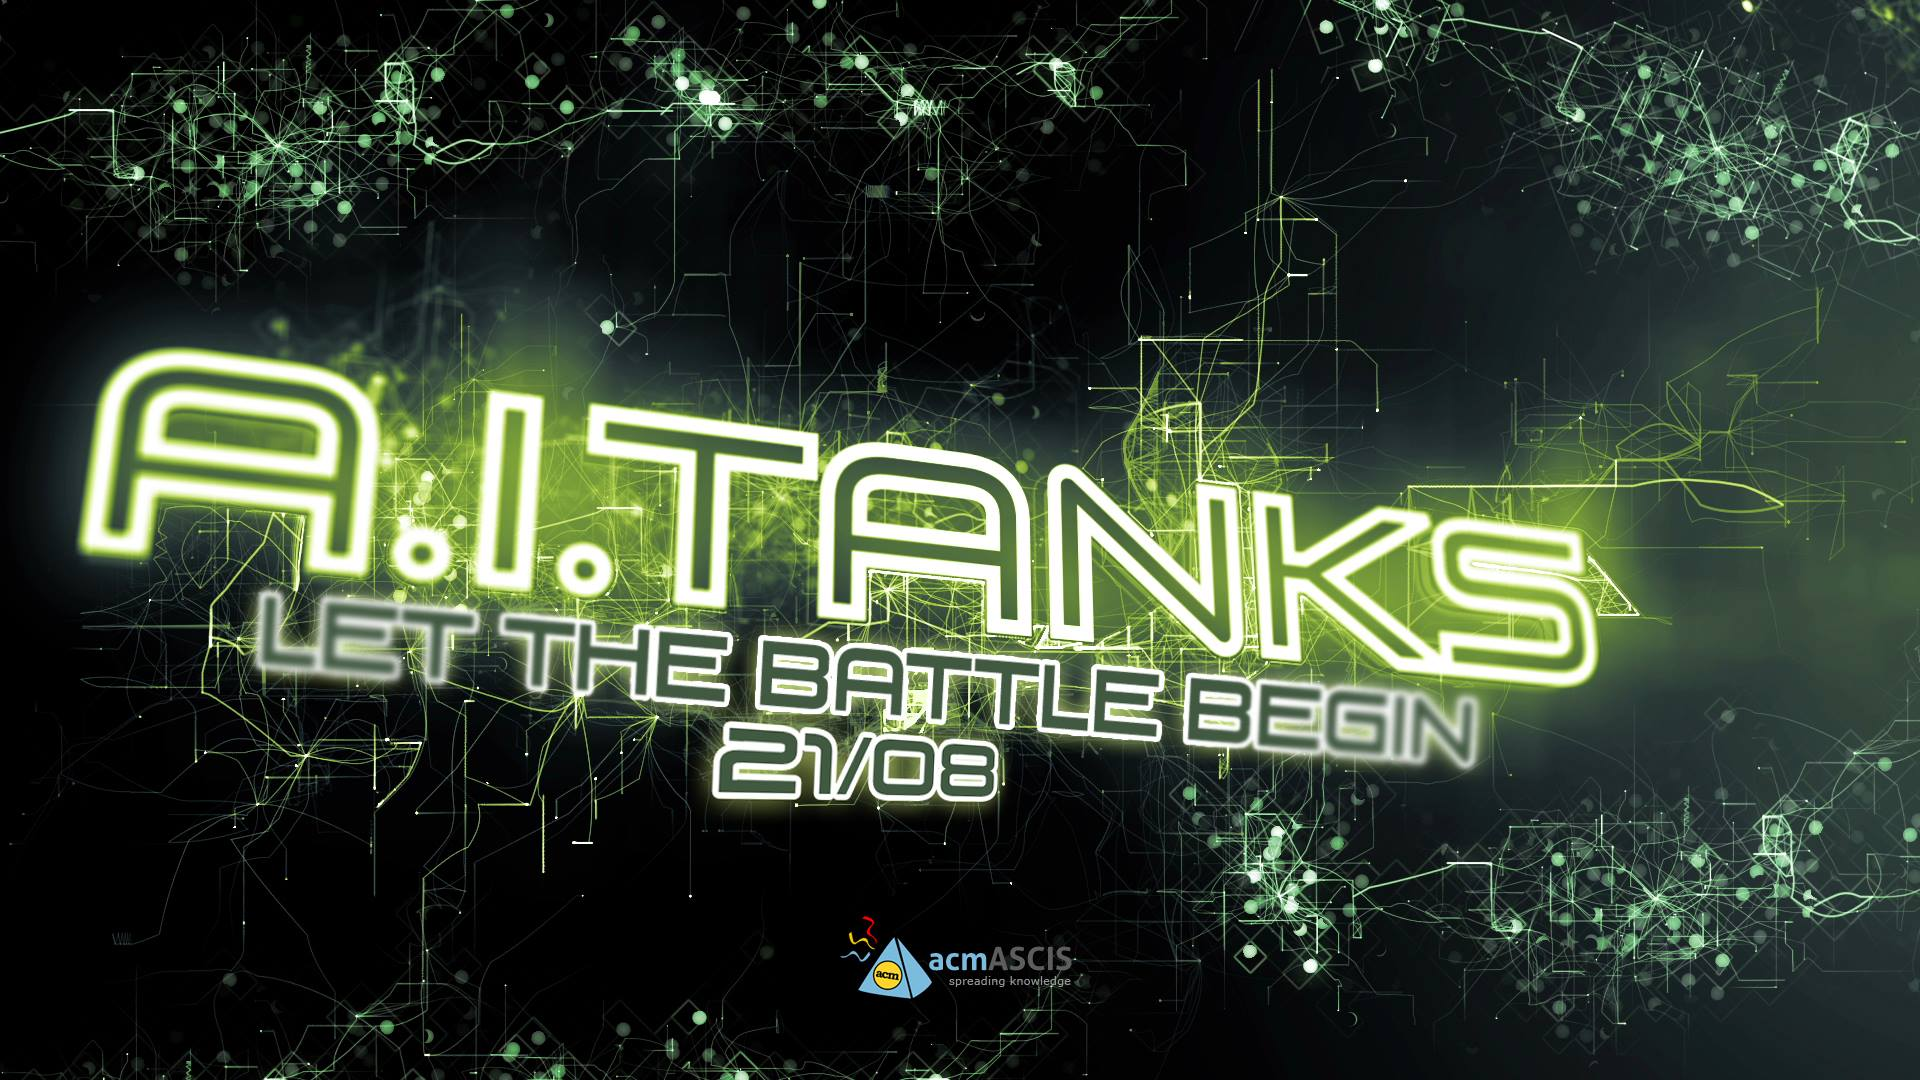 A.I.TANKS
LET THE BATTLE BEGIN
21/08
acm
acmASCIS
spreading knowledge